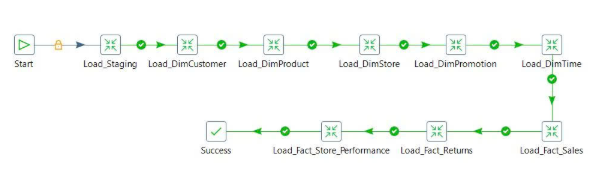 Start
Load_Staging
Load_DimCustomer
Load_DimProduct
Load_DimStore
Load_DimPromotion
Load_DimTime
Success
Load_Fact_Store_Performance
Load_Fact_Returns
Load_Fact_Sales